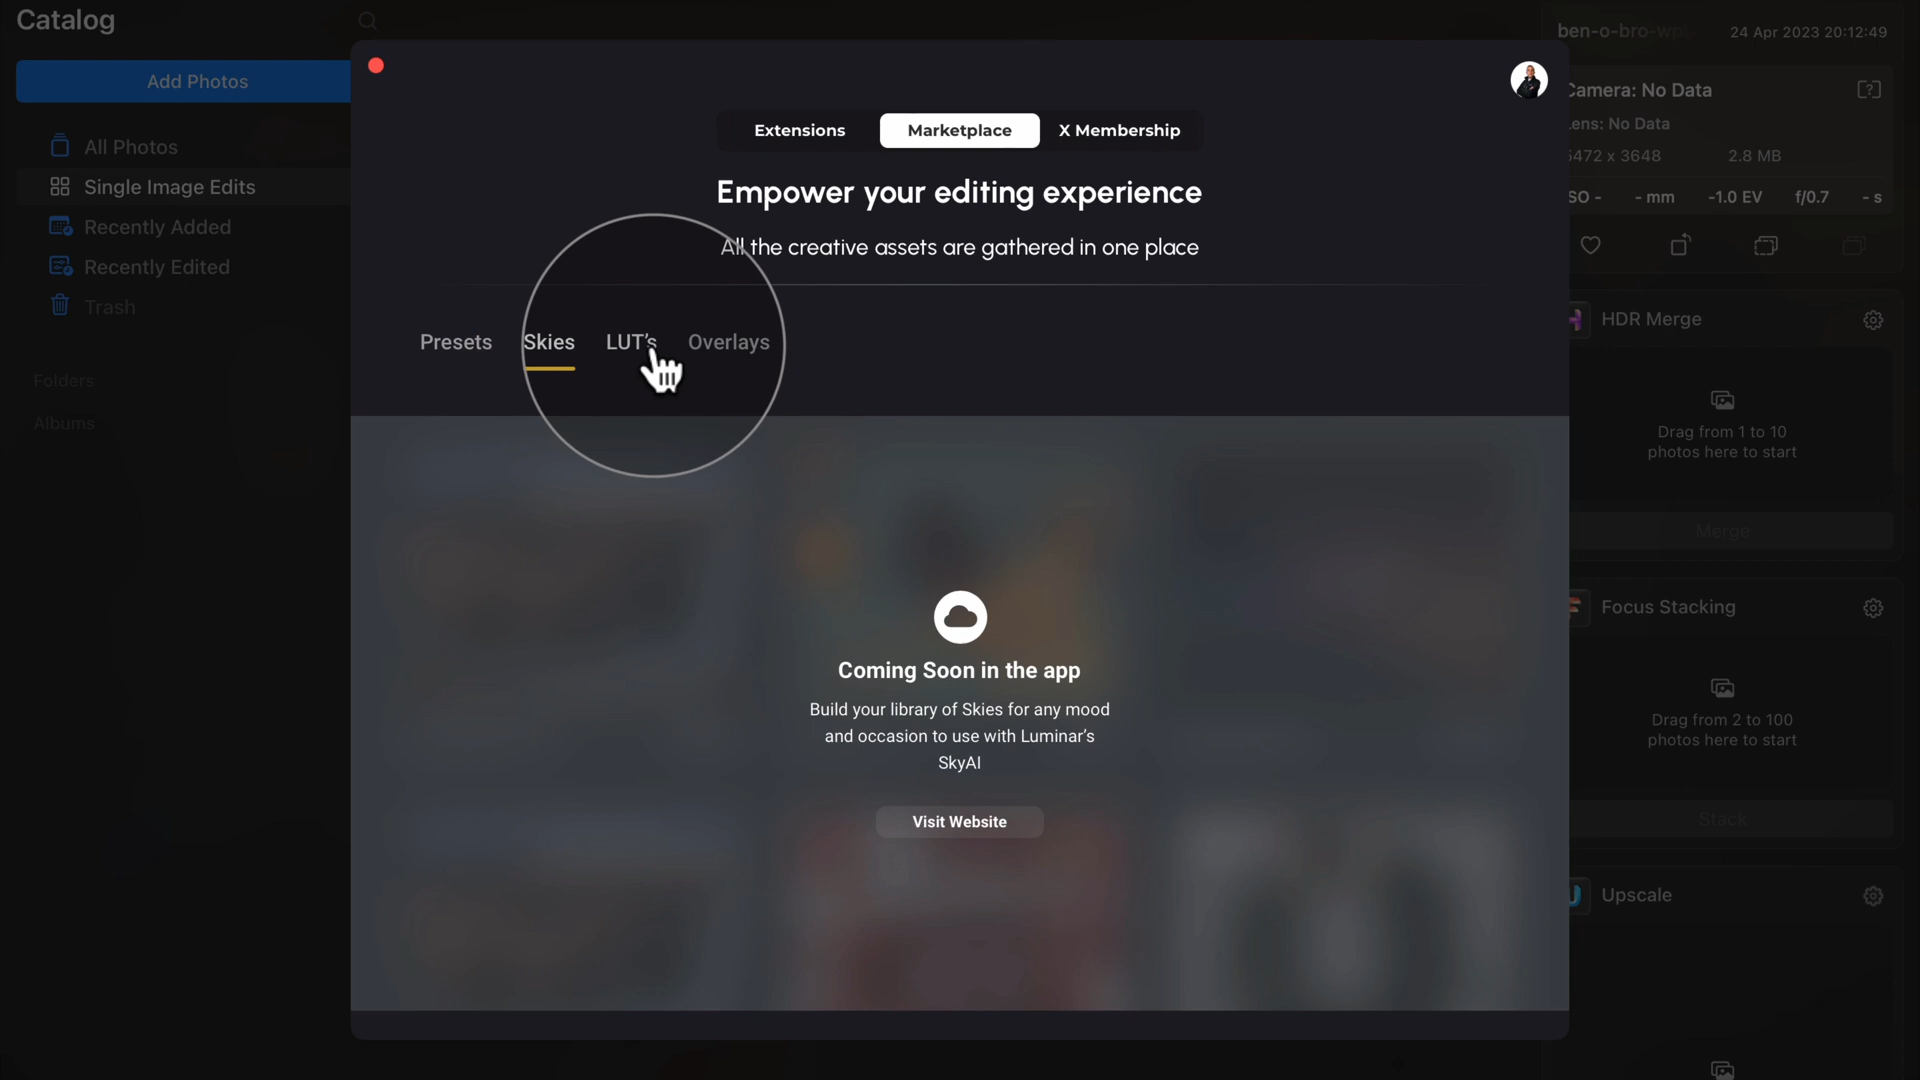 Catalog
Add Photos
All Photos
Single Image Edits
Recently Added
Recently Edited
Trash
Folders
Albums
Extensions
Marketplace
X Membership
Empower your editing experience
All the creative assets are gathered in one place
Presets
Skies
LUT's
Overlays
Coming Soon in the app
Build your library of Skies for any mood
and occasion to use with Luminar's
SkyAI
Visit Website
ben-o-bro-wp
24 Apr 2023 20:12:49
Camera: No Data
[?]
Lens: No Data
5472 x 3648
2.8 MB
ISO -
- mm
-1.0 EV
f/0.7
- s
HDR Merge
Drag from 1 to 10
photos here to start
Merge
Focus Stacking
Drag from 2 to 100
photos here to start
Stack
Upscale